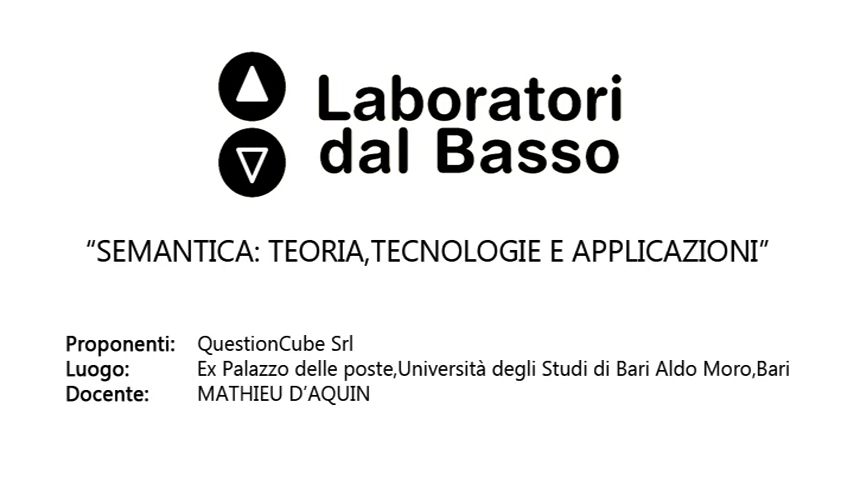 Laboratori
dal Basso
“SEMANTICA: TEORIA,TECNOLOGIE E APPLICAZIONI”
Proponenti: QuestionCube Srl
Luogo: Ex Palazzo delle poste,Università degli Studi di Bari Aldo Moro,Bari
Docente: MATHIEU D’AQUIN